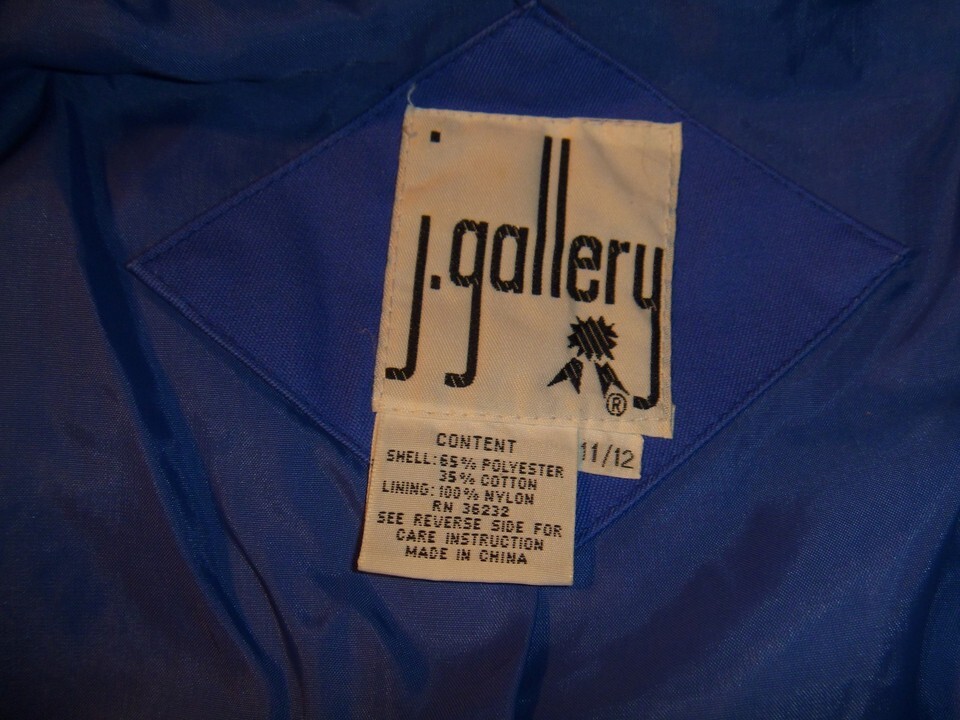 j.gallery
®
11/12
CONTENT
SHELL: 65% POLYESTER
35% COTTON
LINING: 100% NYLON
RN 36232
SEE REVERSE SIDE FOR
CARE INSTRUCTION
MADE IN CHINA